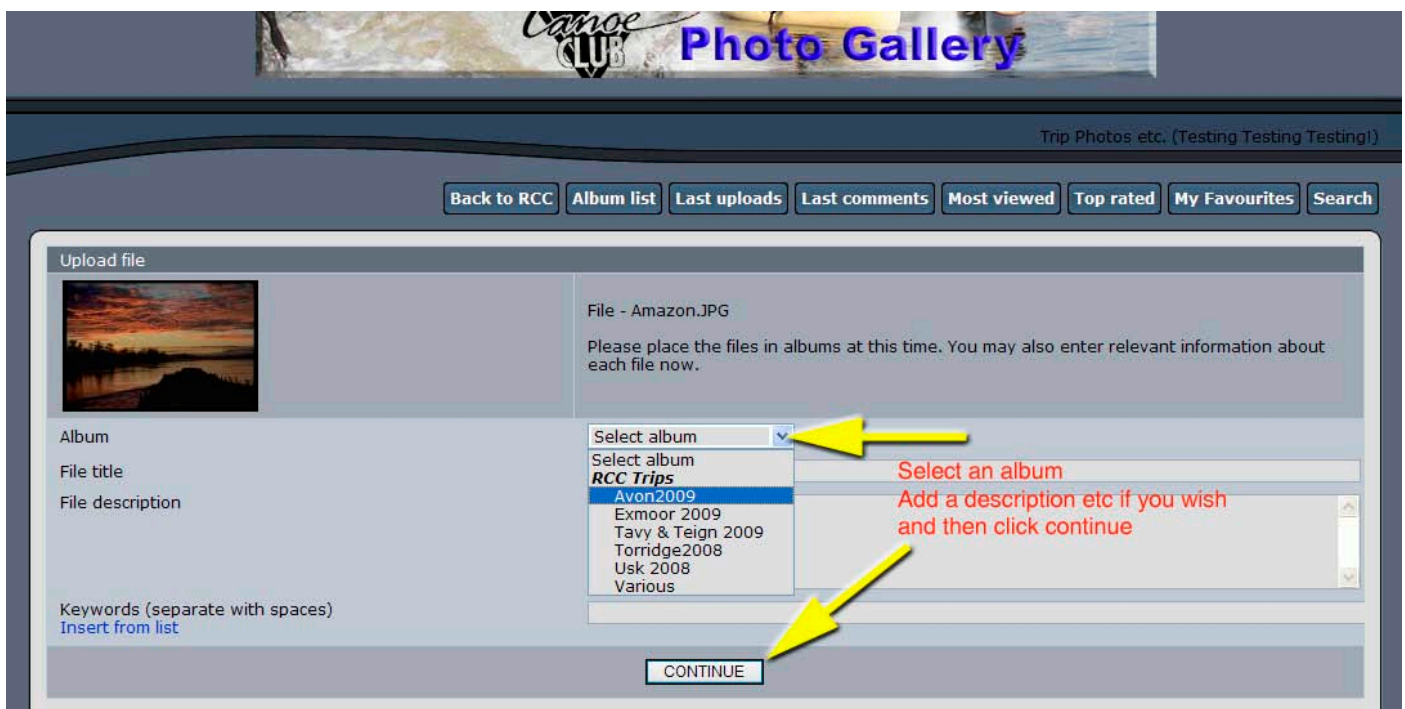 Canoe
CLUB
Photo Gallery
Trip Photos etc. (Testing Testing Testing!)
Back to RCC Album list Last uploads Last comments Most viewed Top rated My Favourites Search
Upload file
File - Amazon.JPG
Please place the files in albums at this time. You may also enter relevant information about
each file now.
Album
Select album
Select album
RCC Trips
Avon2009
Exmoor 2009
Tavy & Teign 2009
Torridge2008
Usk 2008
Various
File title
File description
Select an album
Add a description etc if you wish
and then click continue
Keywords (separate with spaces)
Insert from list
CONTINUE